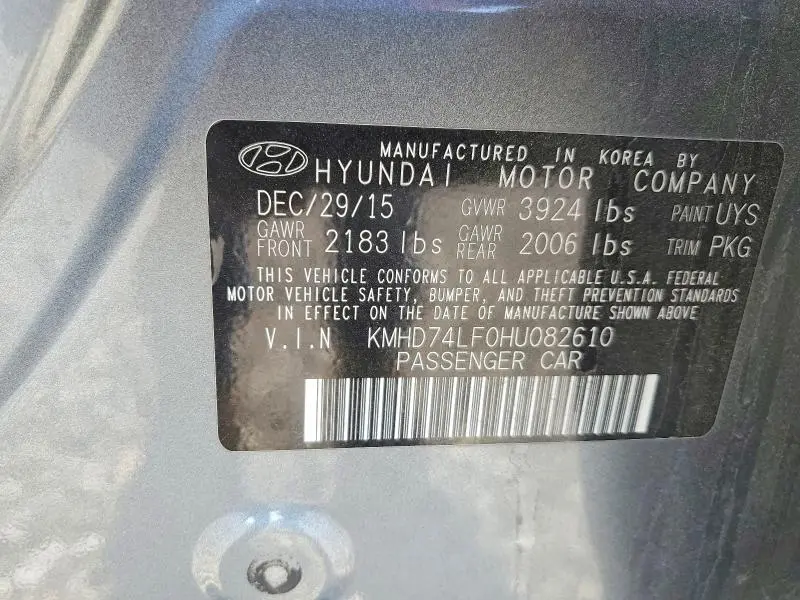 MANUFACTURED IN KOREA BY
HYUNDAI MOTOR COMPANY
DEC/29/15 GVWR 3924 lbs PAINT UYS
GAWR FRONT 2183 lbs GAWR REAR 2006 lbs TRIM PKG
THIS VEHICLE CONFORMS TO ALL APPLICABLE U.S.A. FEDERAL
MOTOR VEHICLE SAFETY, BUMPER, AND THEFT PREVENTION STANDARDS
IN EFFECT ON THE DATE OF MANUFACTURE SHOWN ABOVE.
V.I.N KMHD74LF0HU082610
PASSENGER CAR